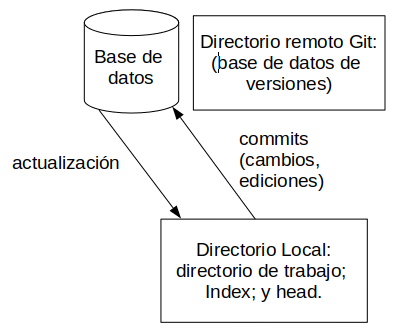 Base de
datos
Directorio remoto Git:
(base de datos de
versiones)
actualización
commits
(cambios,
ediciones)
Directorio Local:
directorio de trabajo;
Index; y head.